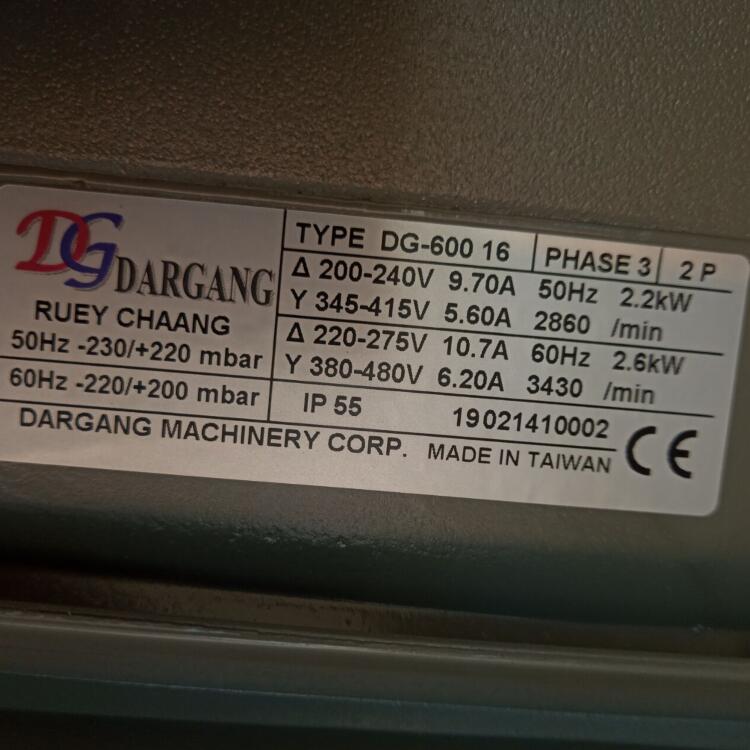 DG DARGANG
RUEY CHAANG
50Hz -230/+220 mbar
60Hz -220/+200 mbar
TYPE DG-600 16 PHASE 3 2 P
Δ 200-240V 9.70A 50Hz 2.2kW
Y 345-415V 5.60A 2860 /min
Δ 220-275V 10.7A 60Hz 2.6kW
Y 380-480V 6.20A 3430 /min
IP 55 19021410002
DARGANG MACHINERY CORP. MADE IN TAIWAN CE